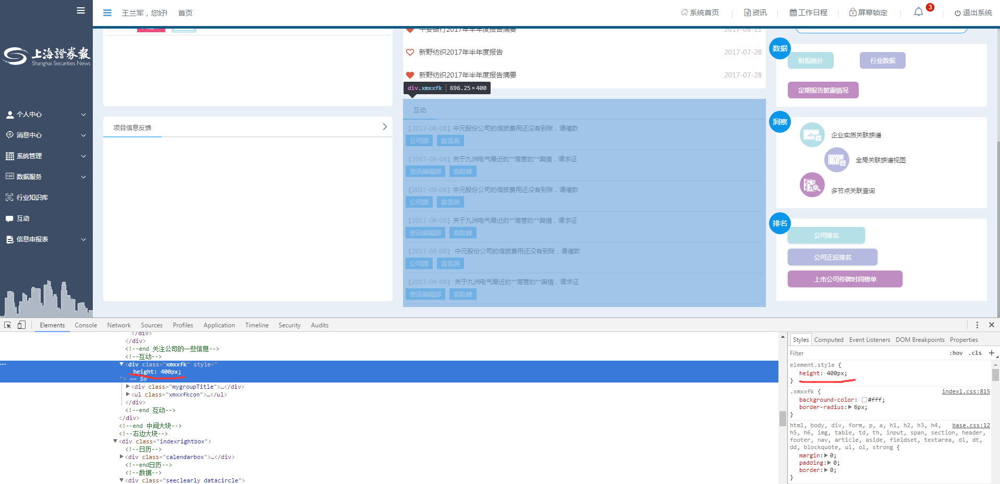 王兰军，您好!
首页
系统首页
资讯
工作日程
屏幕锁定
3
退出系统
上海證券報
Shanghai Securities News
个人中心
消息中心
系统管理
数据服务
行业知识库
互动
信息申报表
项目信息反馈
平安银行2017年半年度报告摘要 2017-08-11
新野纺织2017年半年度报告 2017-07-28
新野纺织2017年半年度报告摘要 2017-07-28
div.xmxxfk 696.25×400
互动
【2017-08-08】中元股份公司的信披费用还没有到账，请催款
公司部 翁雪燕
【2017-08-08】关于九洲电气最近的**高管的**舆情，请求证
资讯编辑部 俞险峰
【2017-08-08】中元股份公司的信披费用还没有到账，请催款
公司部 翁雪燕
【2017-08-08】关于九洲电气最近的**高管的**舆情，请求证
资讯编辑部 俞险峰
【2017-08-08】 中元股份公司的信披费用还没有到账，请催款
公司部 翁雪燕
【2017-08-08】 关于九洲电气最近的**高管的**舆情，请求证
资讯编辑部 俞险峰
数据
财报统计
行业数据
定期报告披露情况
洞察
企业实质关联族谱
全局关联族谱视图
多节点关联查询
排名
公司排名
公司正反排名
上市公司停牌时间榜单
Elements Console Network Sources Profiles Application Timeline Security Audits
</div>
</div>
<!--end 关注公司的一些信息-->
<!--互动-->
<div class="xmxxfk" style="
height: 400px;
"> == $0
<div class="mygroupTitle">…</div>
<ul class="xmxxfkcon">…</ul>
</div>
<!--end 互动-->
</div>
<!--end 中间大块-->
<!--右边大块-->
<div class="indexrightbox">
<!--日历-->
<div class="calendarbox">…</div>
<!--end日历-->
<!--数据-->
<div class="seeclearly datacircle">
Styles Computed Event Listeners DOM Breakpoints Properties
Filter :hov .cls +
element.style {
height: 400px;
}
.xmxxfk { index1.css:815
background-color: #fff;
border-radius: 6px;
}
html, body, div, form, p, a, h1, h2, h3, h4, base.css:12
h5, h6, img, table, td, th, input, span, section, header,
footer, nav, article, aside, fieldset, textarea, dl, dt,
dd, blockquote, ul, ol, strong {
margin: 0;
padding: 0;
border: 0;
}